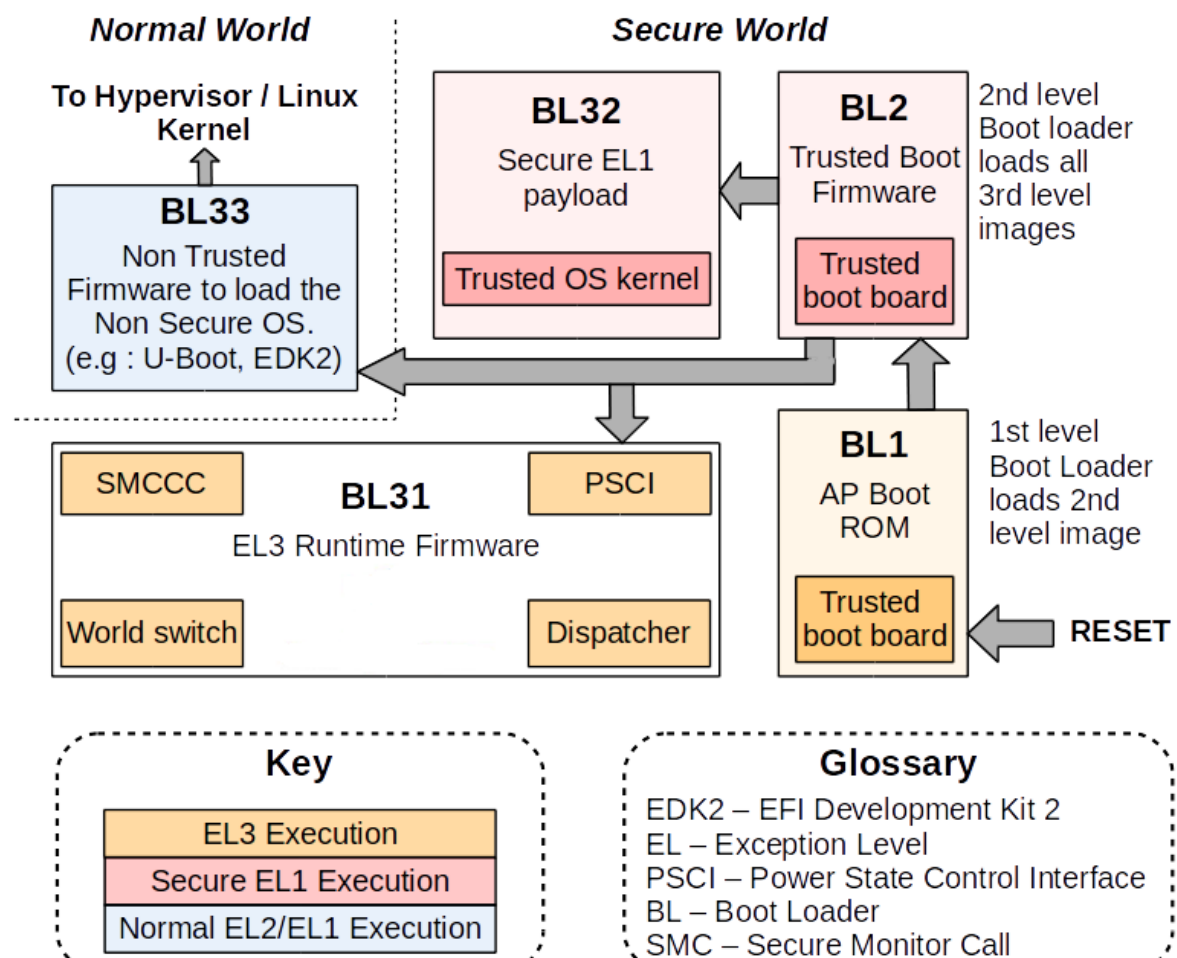 Normal World
Secure World
To Hypervisor / Linux
Kernel
BL33
Non Trusted
Firmware to load the
Non Secure OS.
(e.g : U-Boot, EDK2)
BL32
Secure EL1
payload
Trusted OS kernel
BL2
Trusted Boot
Firmware
Trusted
boot board
2nd level
Boot loader
loads all
3rd level
images
SMCCC
BL31
PSCI
EL3 Runtime Firmware
World switch
Dispatcher
BL1
AP Boot
ROM
Trusted
boot board
1st level
Boot Loader
loads 2nd
level image
RESET
Key
EL3 Execution
Secure EL1 Execution
Normal EL2/EL1 Execution
Glossary
EDK2 – EFI Development Kit 2
EL – Exception Level
PSCI – Power State Control Interface
BL – Boot Loader
SMC – Secure Monitor Call